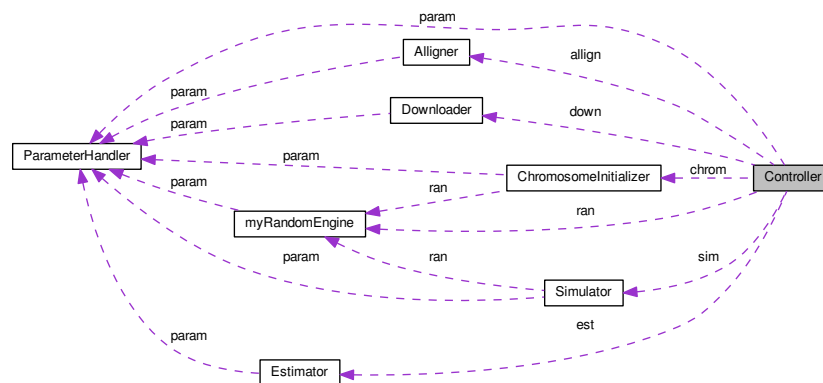 param
Alligner
allign
param
Downloader
down
param
ParameterHandler
param
ChromosomeInitializer
chrom
Controller
param
ran
myRandomEngine
ran
param
ran
sim
Simulator
est
param
Estimator